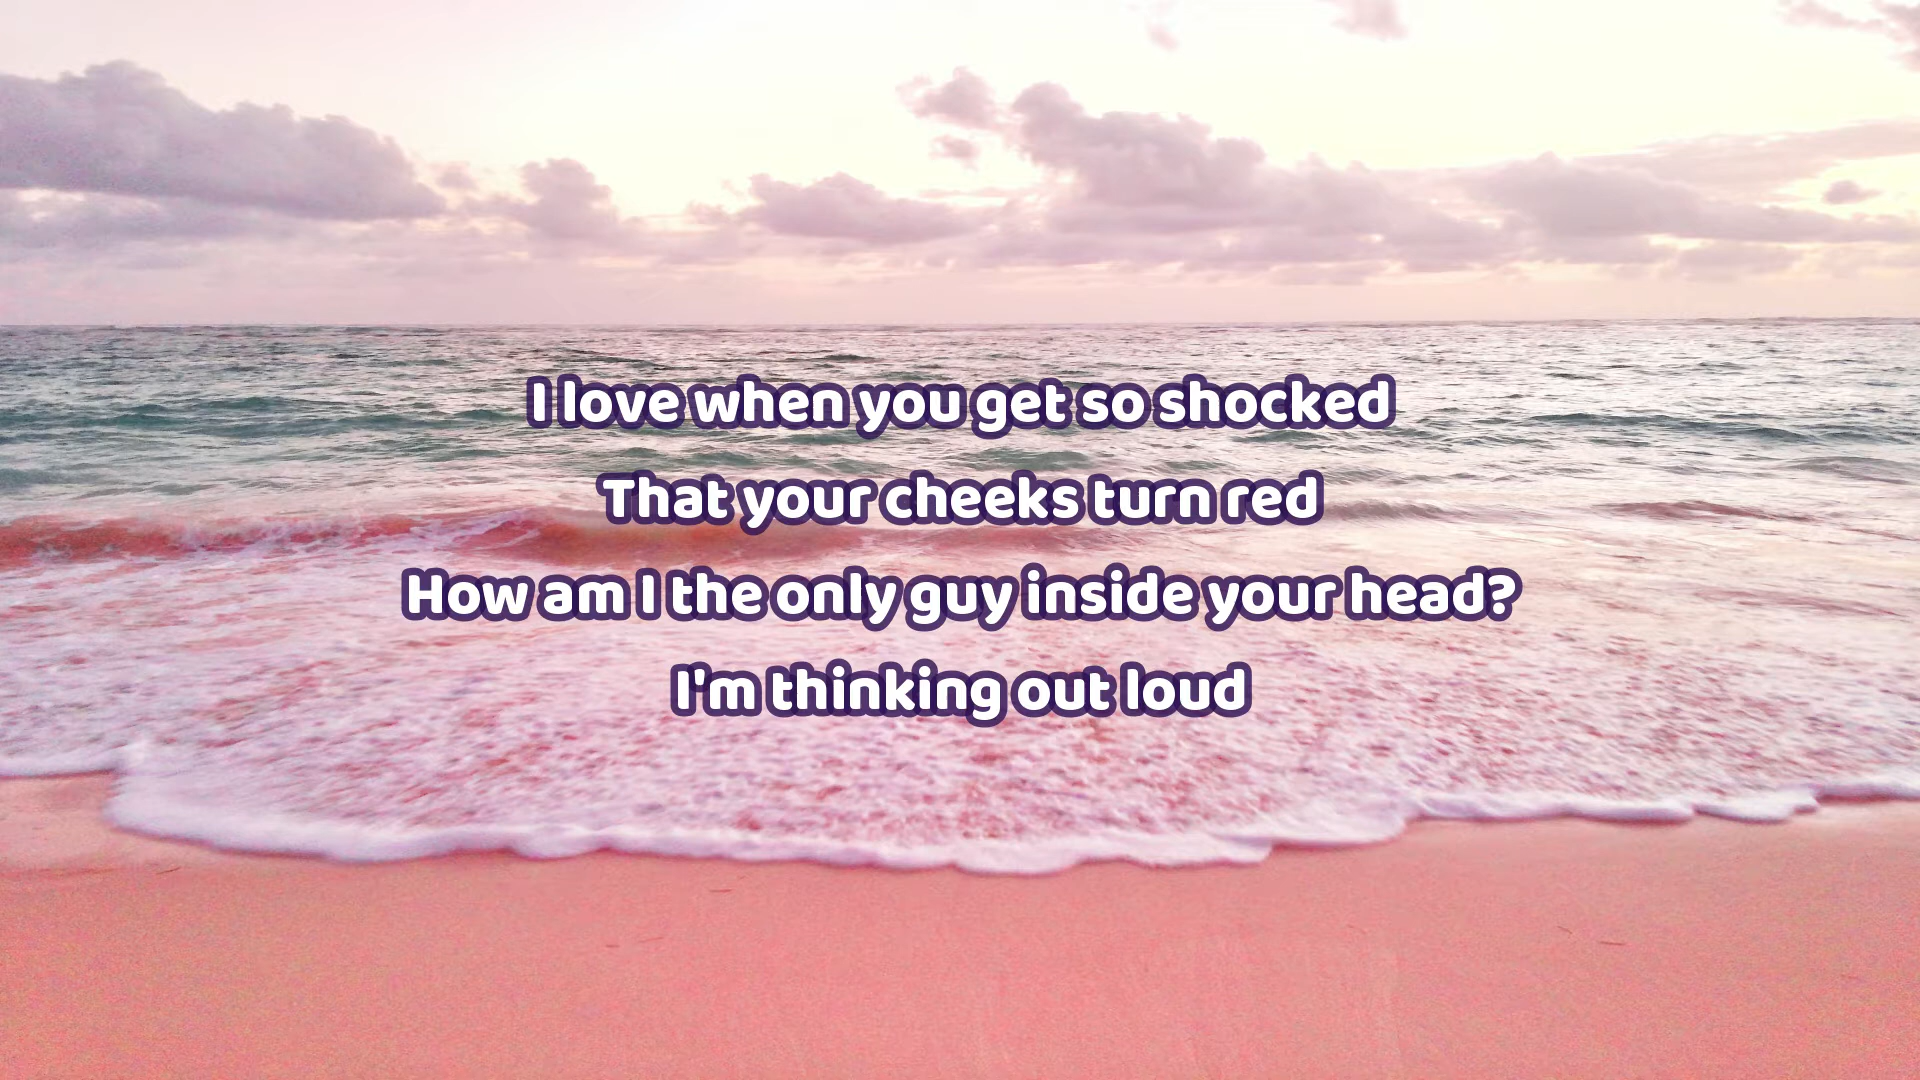 I love when you get so shocked
That your cheeks turn red
How am I the only guy inside your head?
I'm thinking out loud